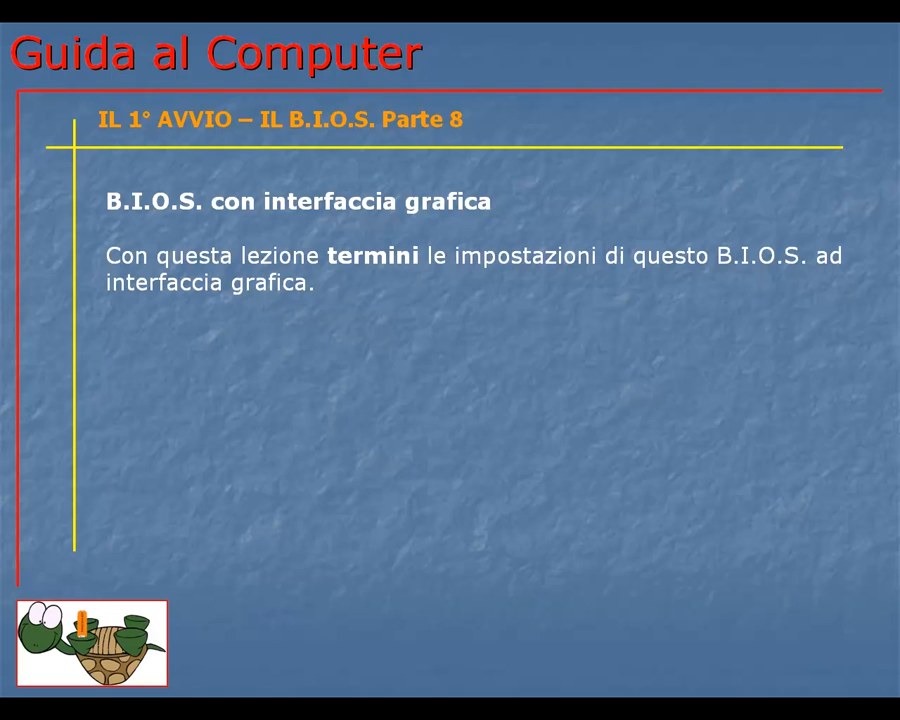 Guida al Computer
IL 1° AVVIO – IL B.I.O.S. Parte 8
B.I.O.S. con interfaccia grafica
Con questa lezione termini le impostazioni di questo B.I.O.S. ad
interfaccia grafica.